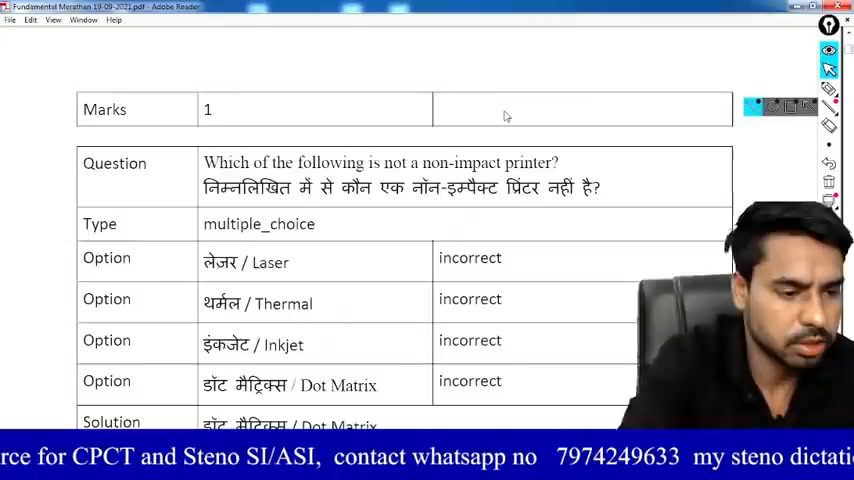 Fundamental Merathan 19-09-2021.pdf - Adobe Reader
File Edit View Window Help
Marks 1
Question Which of the following is not a non-impact printer?
निम्नलिखित में से कौन एक नॉन-इम्पैक्ट प्रिंटर नहीं है?
Type multiple_choice
Option लेजर / Laser incorrect
Option थर्मल / Thermal incorrect
Option इंकजेट / Inkjet incorrect
Option डॉट मैट्रिक्स / Dot Matrix incorrect
Solution डॉट मैट्रिक्स / Dot Matrix
rce for CPCT and Steno SI/ASI, contact whatsapp no 7974249633 my steno dictati